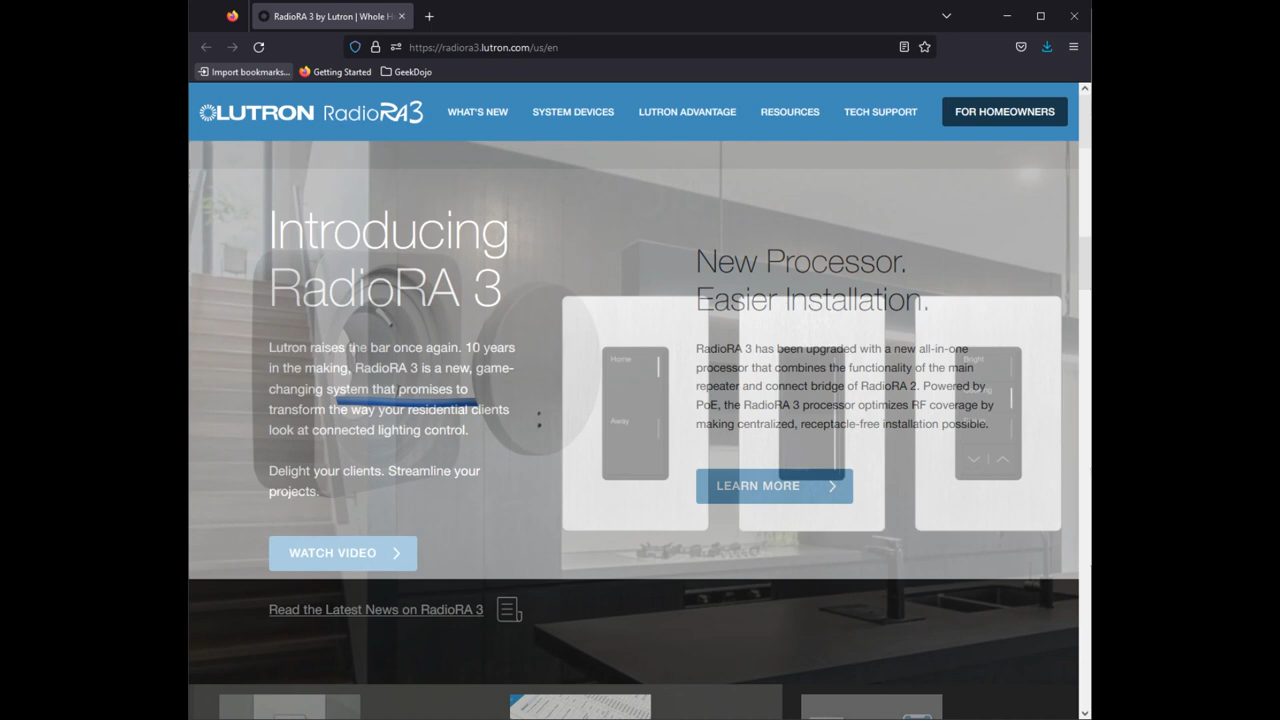 RadioRA 3 by Lutron | Whole H
https://radiora3.lutron.com/us/en
Import bookmarks... Getting Started GeekDojo
LUTRON RadioRA3 WHAT'S NEW SYSTEM DEVICES LUTRON ADVANTAGE RESOURCES TECH SUPPORT FOR HOMEOWNERS
Introducing
RadioRA 3
Lutron raises the bar once again. 10 years
in the making, RadioRA 3 is a new, game-
changing system that promises to
transform the way your residential clients
look at connected lighting control.
Delight your clients. Streamline your
projects.
WATCH VIDEO
Read the Latest News on RadioRA 3
New Processor.
Easier Installation.
RadioRA 3 has been upgraded with a new all-in-one
processor that combines the functionality of the main
repeater and connect bridge of RadioRA 2. Powered by
PoE, the RadioRA 3 processor optimizes RF coverage by
making centralized, receptacle-free installation possible.
LEARN MORE
Home
Away
Bright